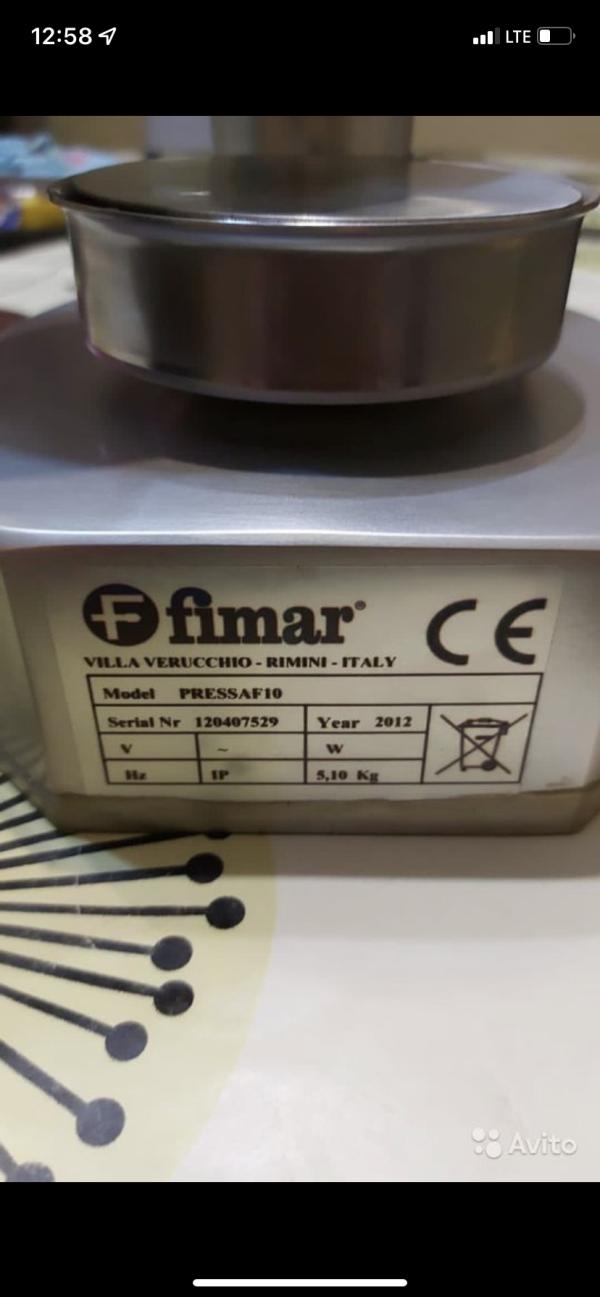 12:58
LTE
fimar®
CE
VILLA VERUCCHIO - RIMINI - ITALY
Model PRESSAF10
Serial Nr 120407529 Year 2012
V ~ W
Hz IP 5,10 Kg
Avito